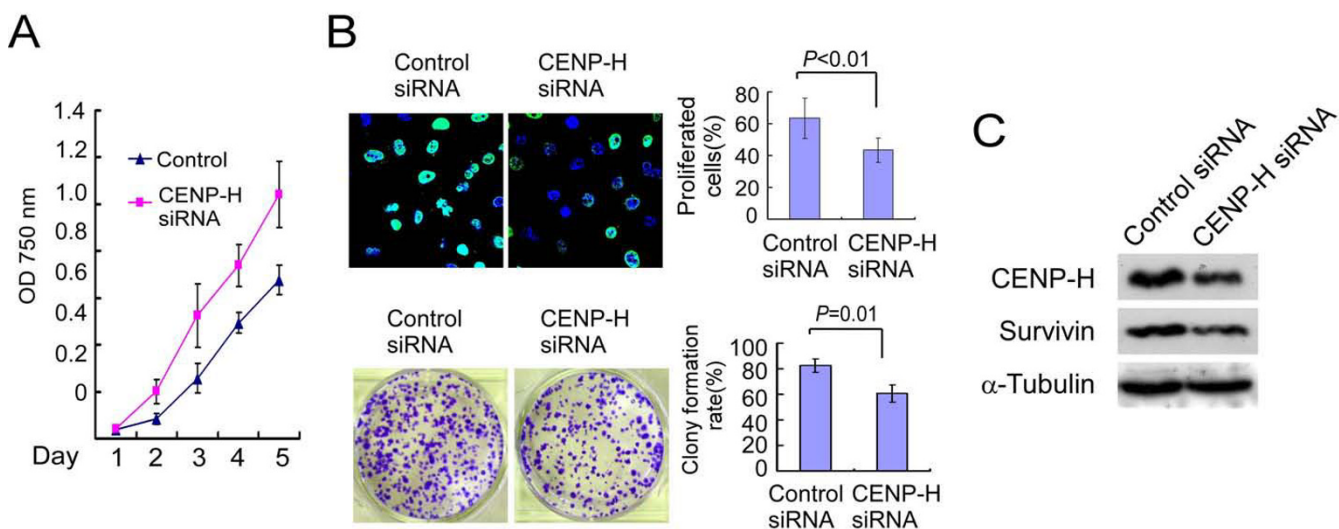 A
1.4
1.2
1.0
0.8
0.6
0.4
0.2
0
OD 750 nm
Control
CENP-H
siRNA
Day
1 2 3 4 5
B
Control
siRNA
CENP-H
siRNA
P<0.01
80
60
40
20
0
Proliferated
cells(%)
Control
siRNA
CENP-H
siRNA
Control
siRNA
CENP-H
siRNA
P=0.01
100
80
60
40
20
0
Clony formation
rate(%)
Control
siRNA
CENP-H
siRNA
C
Control siRNA
CENP-H siRNA
CENP-H
Survivin
α-Tubulin